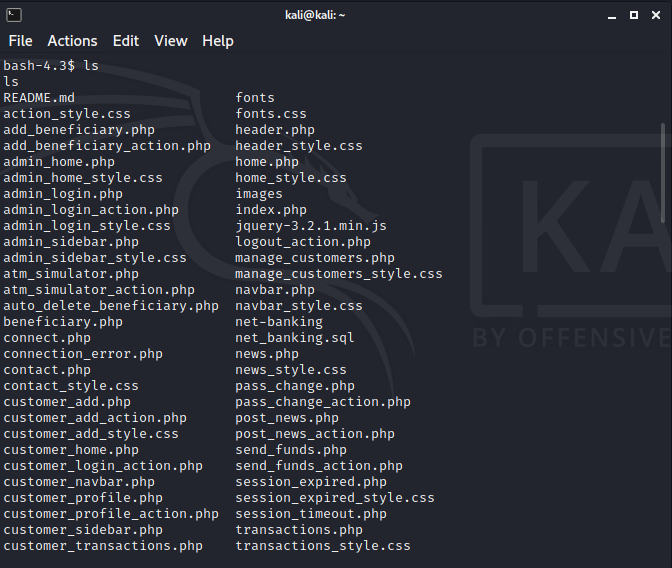 kali@kali: ~
File Actions Edit View Help
bash-4.3$ ls
ls
README.md fonts
action_style.css fonts.css
add_beneficiary.php header.php
add_beneficiary_action.php header_style.css
admin_home.php home.php
admin_home_style.css home_style.css
admin_login.php images
admin_login_action.php index.php
admin_login_style.css jquery-3.2.1.min.js
admin_sidebar.php logout_action.php
admin_sidebar_style.css manage_customers.php
atm_simulator.php manage_customers_style.css
atm_simulator_action.php navbar.php
auto_delete_beneficiary.php navbar_style.css
beneficiary.php net-banking
connect.php net_banking.sql
connection_error.php news.php
contact.php news_style.css
contact_style.css pass_change.php
customer_add.php pass_change_action.php
customer_add_action.php post_news.php
customer_add_style.css post_news_action.php
customer_home.php send_funds.php
customer_login_action.php send_funds_action.php
customer_navbar.php session_expired.php
customer_profile.php session_expired_style.css
customer_profile_action.php session_timeout.php
customer_sidebar.php transactions.php
customer_transactions.php transactions_style.css
KA
BY OFFENSIVE